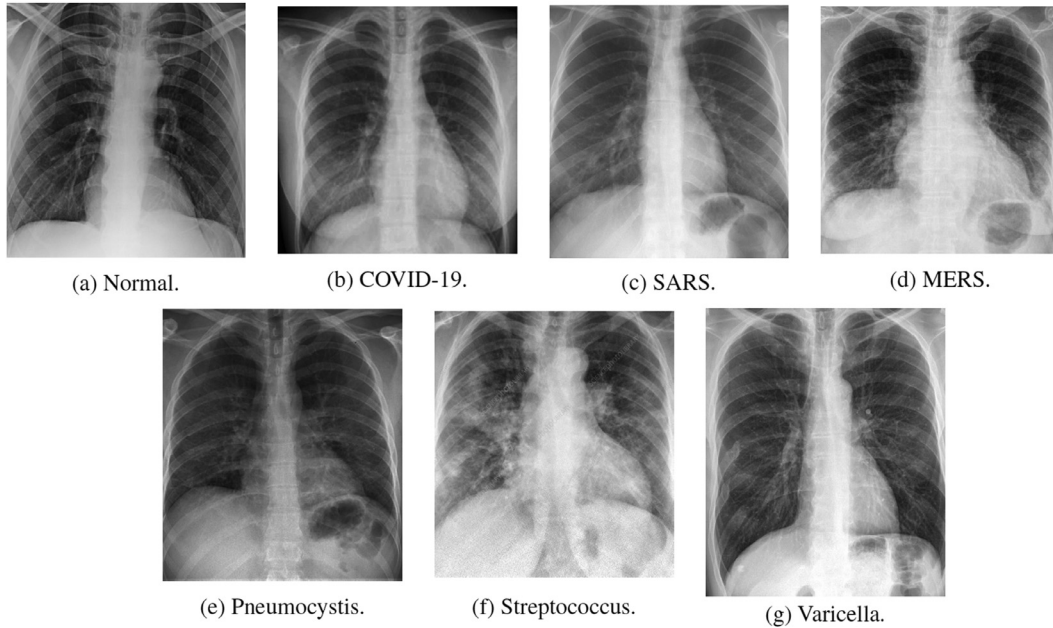 (a) Normal.
(b) COVID-19.
(c) SARS.
(d) MERS.
(e) Pneumocystis.
(f) Streptococcus.
(g) Varicella.